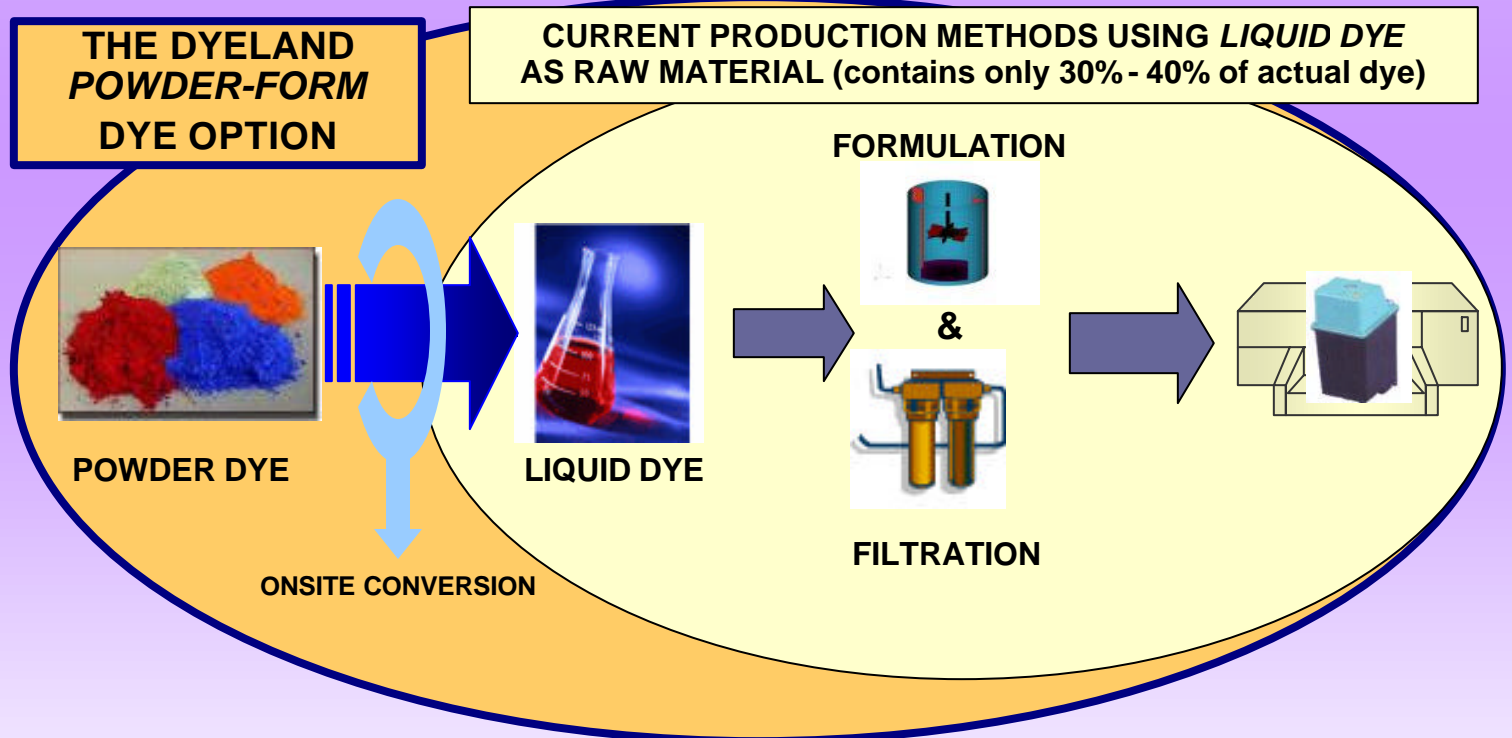 THE DYELAND
POWDER-FORM
DYE OPTION
CURRENT PRODUCTION METHODS USING LIQUID DYE
AS RAW MATERIAL (contains only 30% - 40% of actual dye)
FORMULATION
&
FILTRATION
POWDER DYE
LIQUID DYE
ONSITE CONVERSION